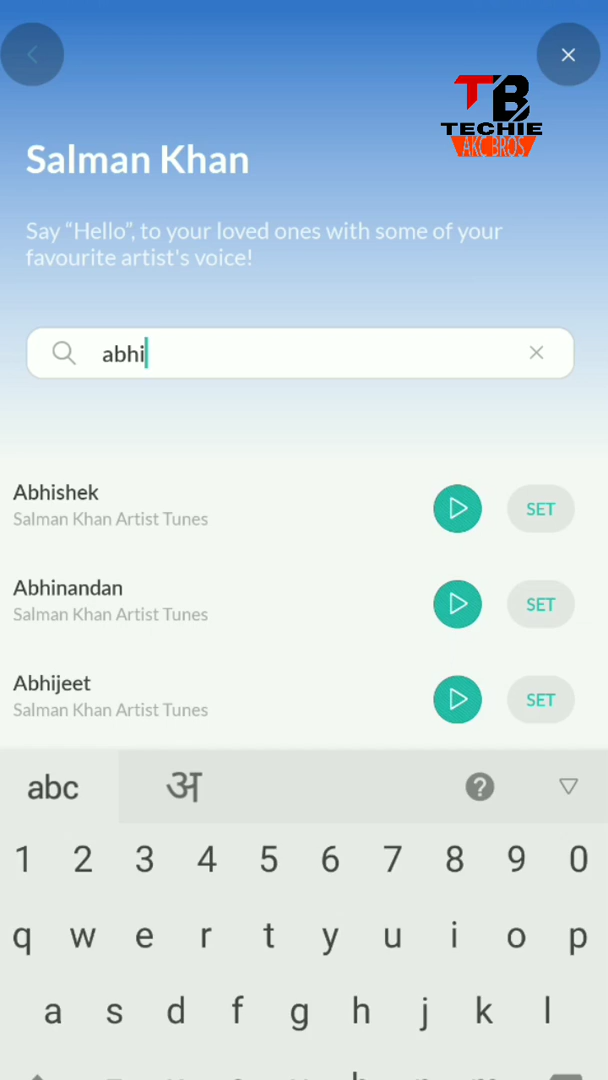 TB
TECHIE
AKC BROS
Salman Khan
Say “Hello”, to your loved ones with some of your
favourite artist's voice!
abhi
Abhishek
Salman Khan Artist Tunes
SET
Abhinandan
Salman Khan Artist Tunes
SET
Abhijeet
Salman Khan Artist Tunes
SET
abc अ ?
1 2 3 4 5 6 7 8 9 0
q w e r t y u i o p
a s d f g h j k l